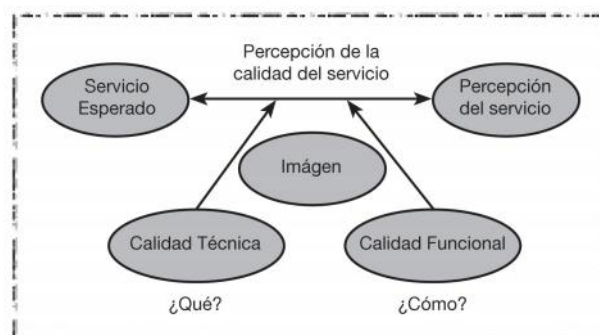 Percepción de la
calidad del servicio
Servicio
Esperado
Percepción
del servicio
Imágen
Calidad Técnica
Calidad Funcional
¿Qué?
¿Cómo?